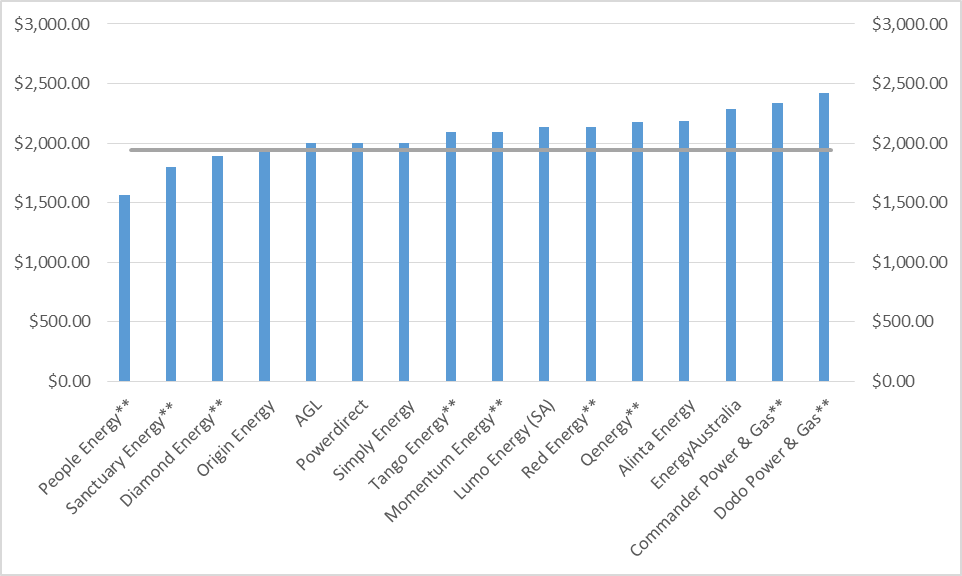 $3,000.00 $3,000.00
$2,500.00 $2,500.00
$2,000.00 $2,000.00
$1,500.00 $1,500.00
$1,000.00 $1,000.00
$500.00 $500.00
$0.00 $0.00
People Energy**
Sanctuary Energy**
Diamond Energy**
Origin Energy
AGL
Powerdirect
Simply Energy
Tango Energy**
Momentum Energy**
Lumo Energy (SA)
Red Energy**
Qenergy**
Alinta Energy
EnergyAustralia
Commander Power & Gas**
Dodo Power & Gas**